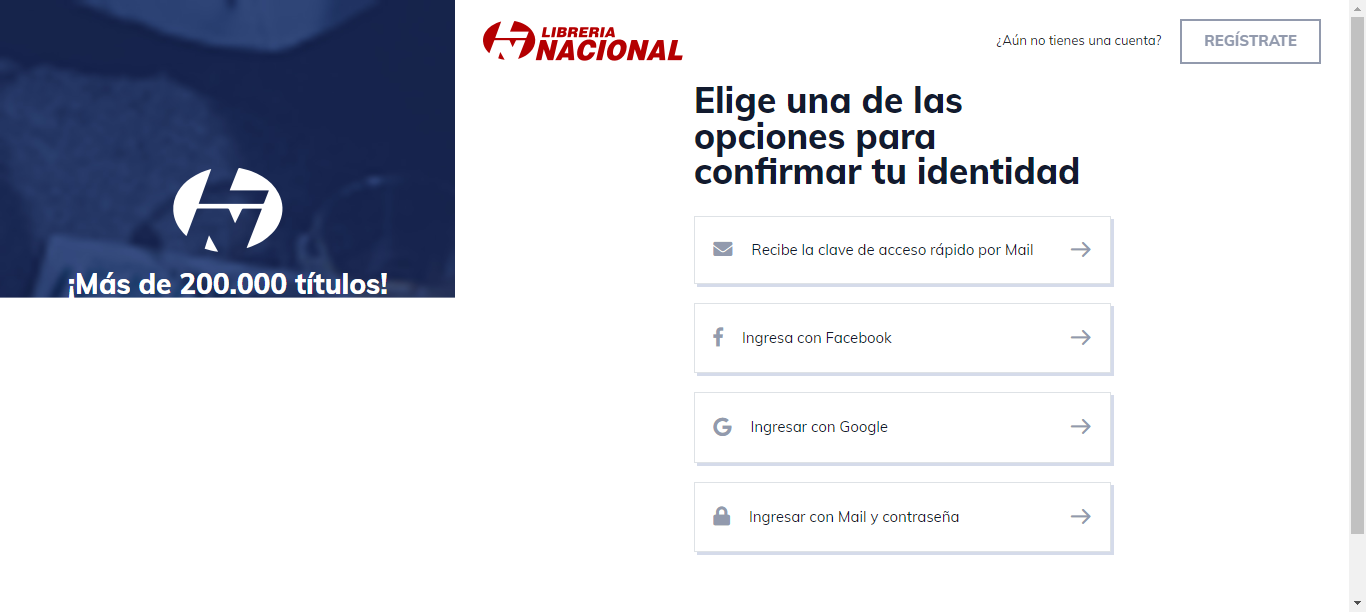 ¡Más de 200.000 títulos!
LIBRERIA
NACIONAL
¿Aún no tienes una cuenta?
REGÍSTRATE
Elige una de las
opciones para
confirmar tu identidad
Recibe la clave de acceso rápido por Mail
Ingresa con Facebook
Ingresar con Google
Ingresar con Mail y contraseña